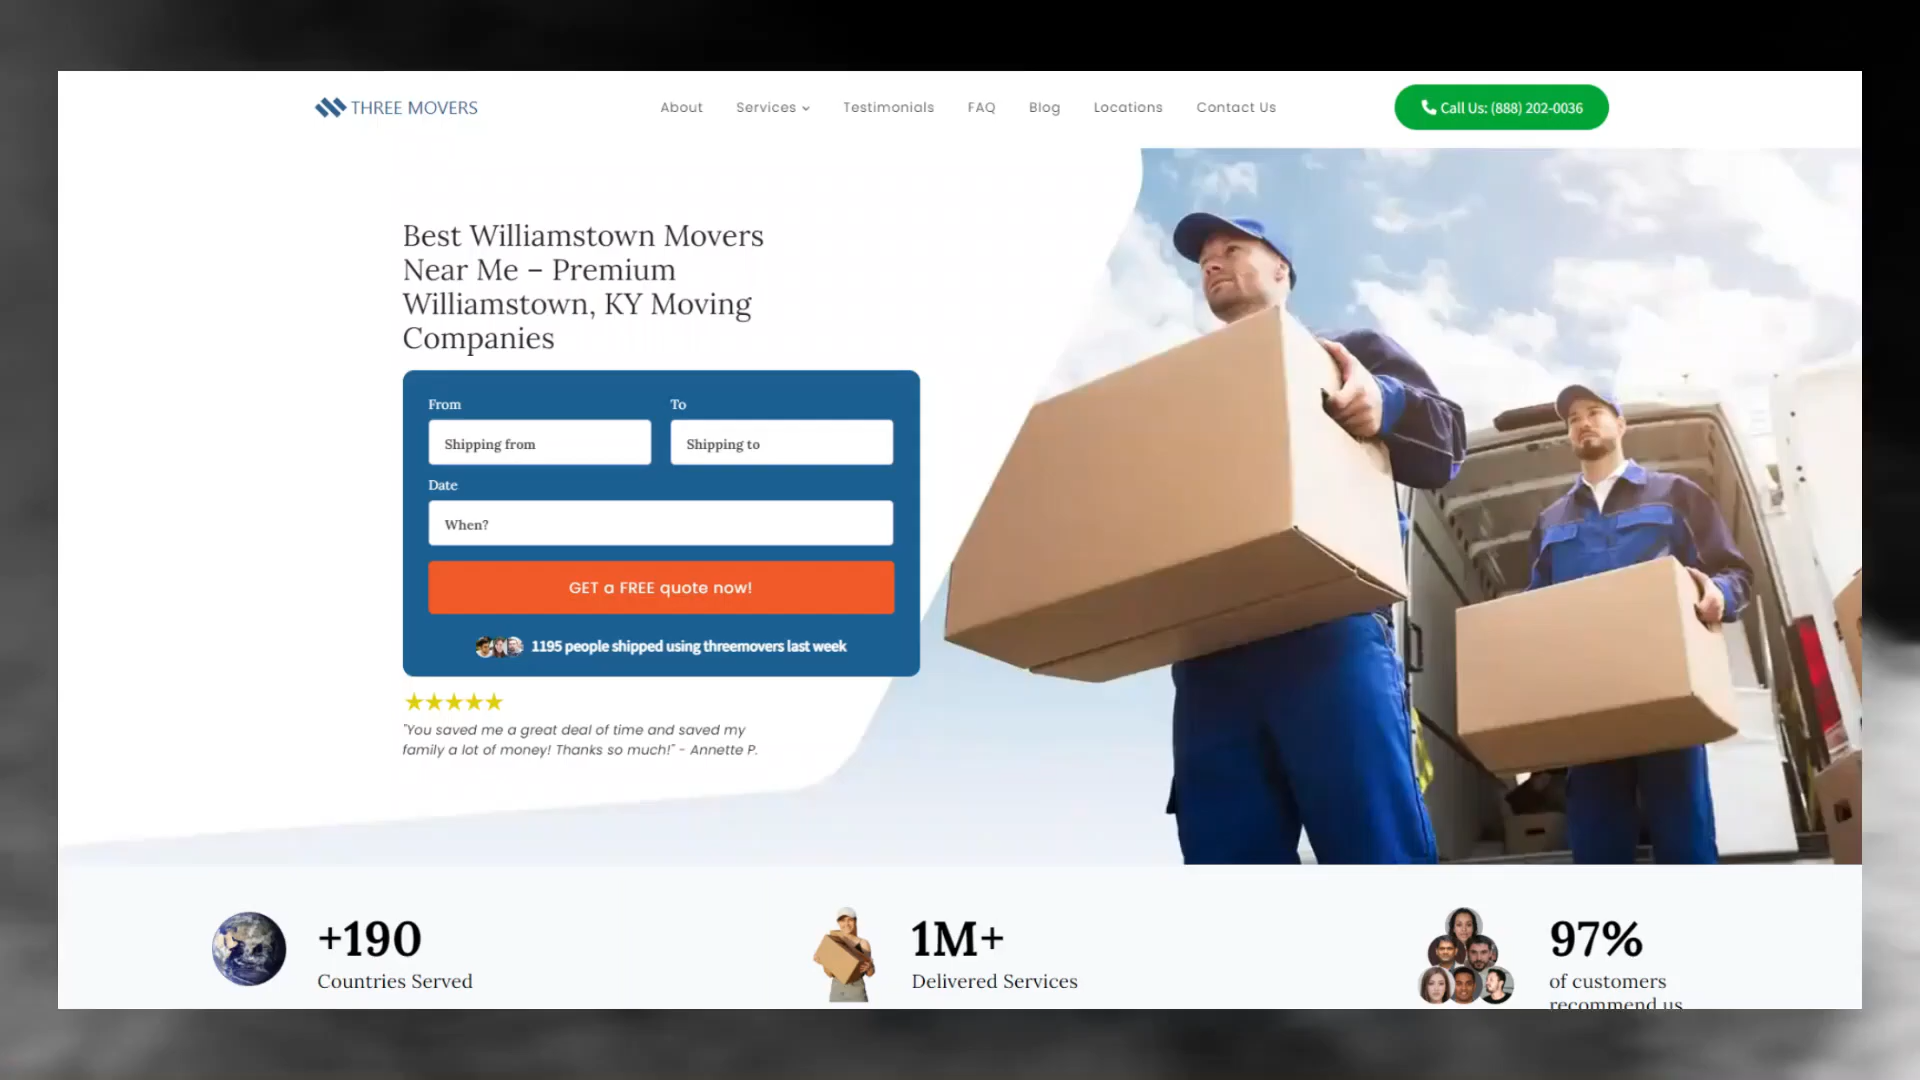 THREE MOVERS
About
Services
Testimonials
FAQ
Blog
Locations
Contact Us
Call Us: (888) 202-0036
Best Williamstown Movers
Near Me – Premium
Williamstown, KY Moving
Companies
From
To
Shipping from
Shipping to
Date
When?
GET a FREE quote now!
1195 people shipped using threemovers last week
"You saved me a great deal of time and saved my
family a lot of money! Thanks so much!" - Annette P.
+190
Countries Served
1M+
Delivered Services
97%
of customers
recommend us